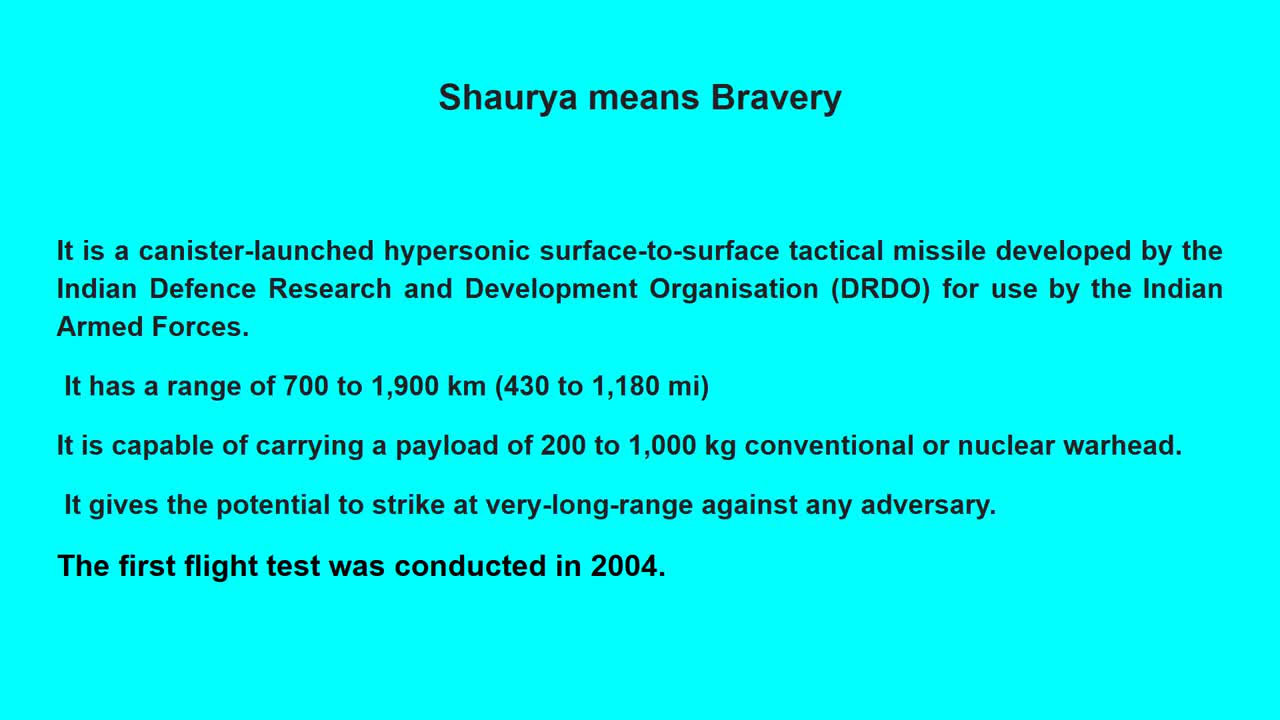 Shaurya means Bravery
It is a canister-launched hypersonic surface-to-surface tactical missile developed by the
Indian Defence Research and Development Organisation (DRDO) for use by the Indian
Armed Forces.
It has a range of 700 to 1,900 km (430 to 1,180 mi)
It is capable of carrying a payload of 200 to 1,000 kg conventional or nuclear warhead.
It gives the potential to strike at very-long-range against any adversary.
The first flight test was conducted in 2004.